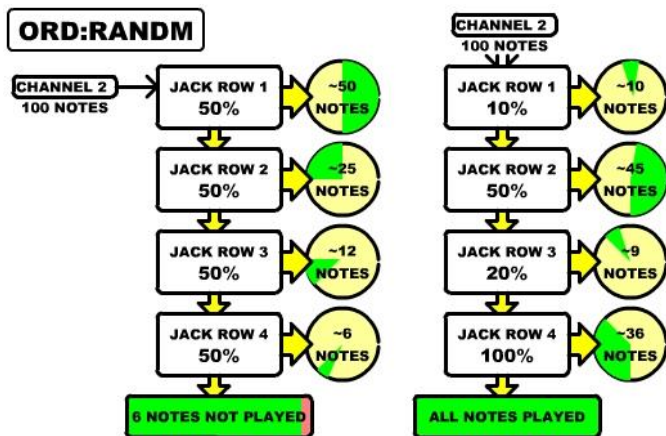 ORD:RANDM
CHANNEL 2
100 NOTES
JACK ROW 1
50%
~50
NOTES
JACK ROW 2
50%
~25
NOTES
JACK ROW 3
50%
~12
NOTES
JACK ROW 4
50%
~6
NOTES
6 NOTES NOT PLAYED
CHANNEL 2
100 NOTES
JACK ROW 1
10%
~10
NOTES
JACK ROW 2
50%
~45
NOTES
JACK ROW 3
20%
~9
NOTES
JACK ROW 4
100%
~36
NOTES
ALL NOTES PLAYED